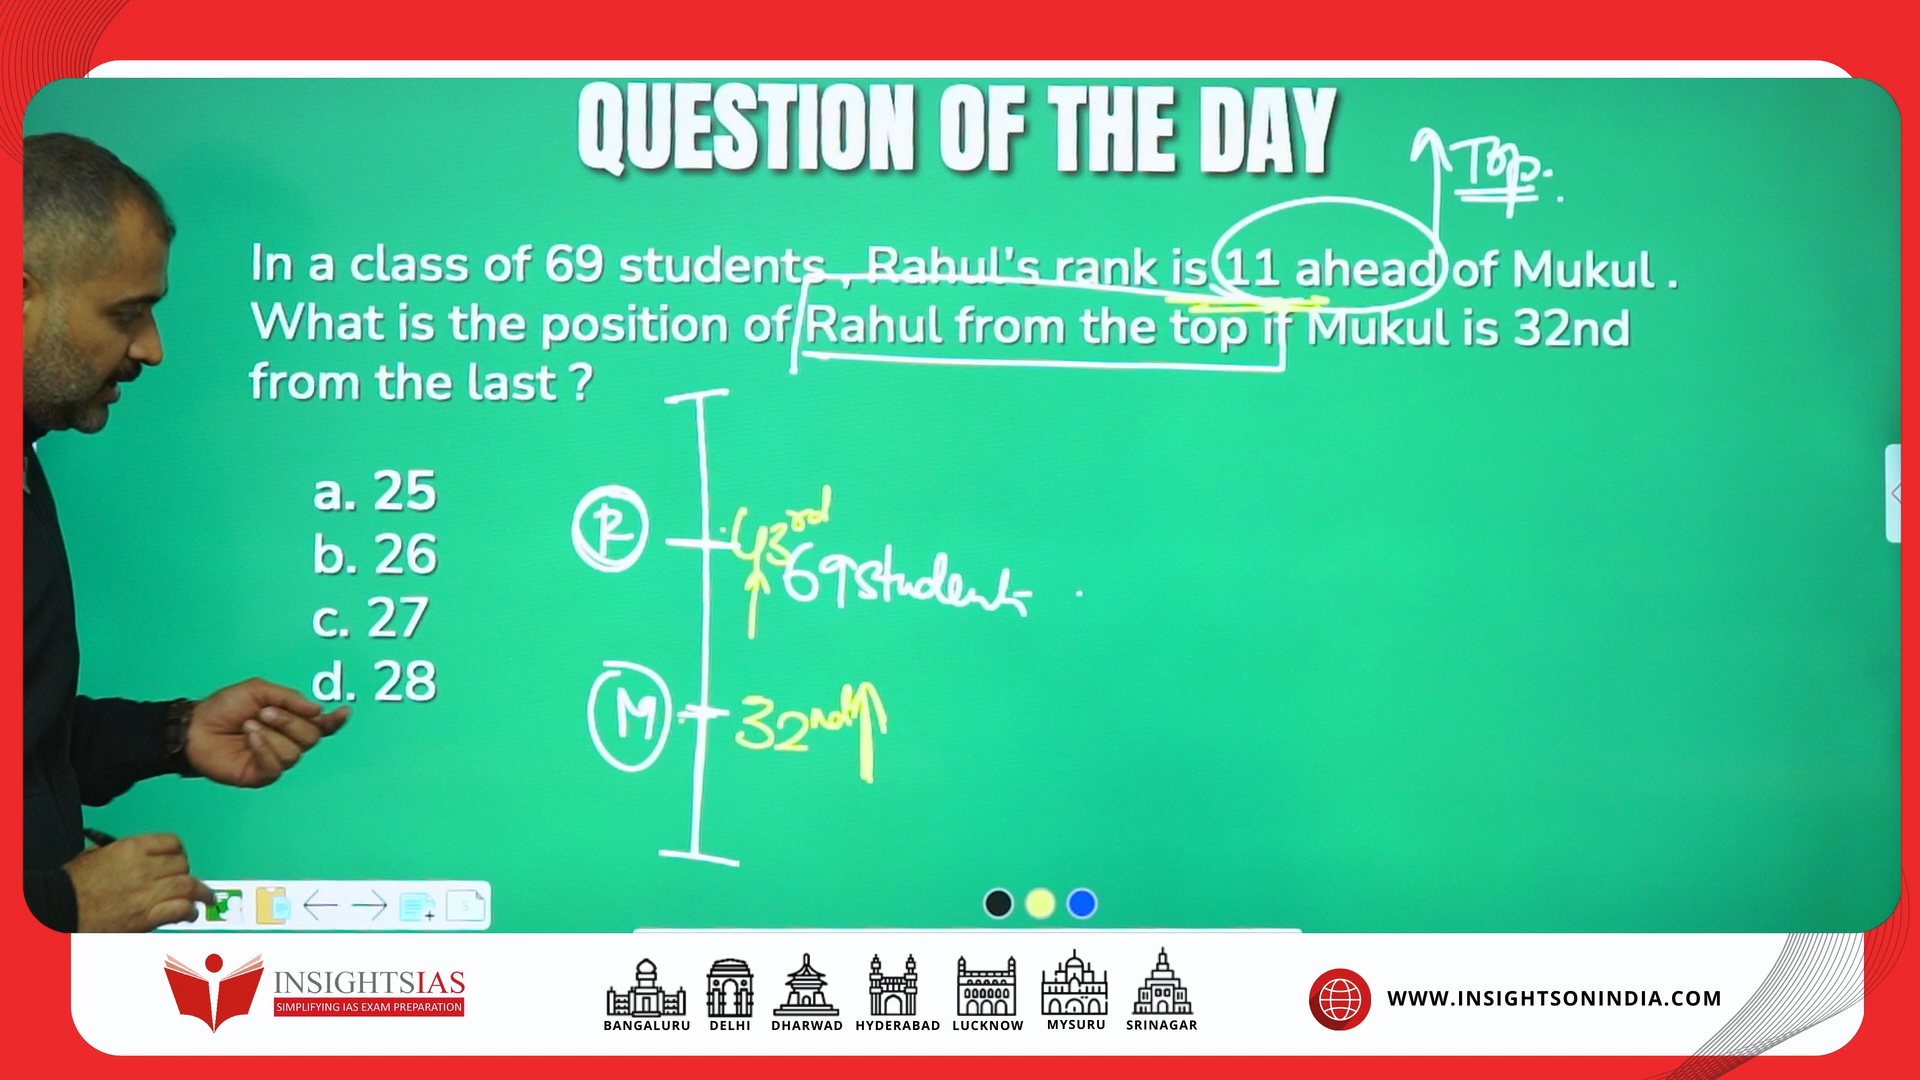 QUESTION OF THE DAY
Top.
In a class of 69 students , Rahul's rank is 11 ahead of Mukul .
What is the position of Rahul from the top if Mukul is 32nd
from the last ?
a. 25
b. 26
c. 27
d. 28
R
43rd
69 students
M
32nd
INSIGHTSIAS
SIMPLIFYING IAS EXAM PREPARATION
BANGALURU DELHI DHARWAD HYDERABAD LUCKNOW MYSURU SRINAGAR
WWW.INSIGHTSONINDIA.COM